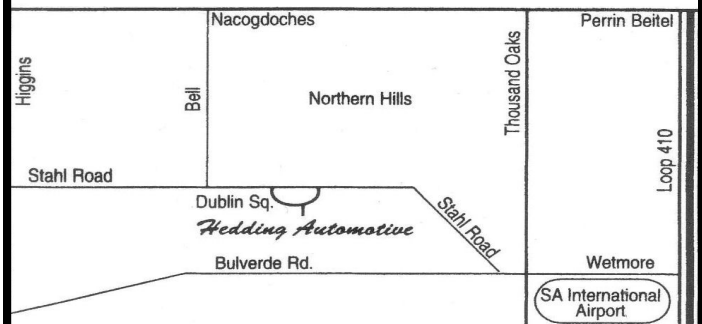 Nacogdoches
Perrin Beitel
Higgins
Bell
Northern Hills
Thousand Oaks
Loop 410
Stahl Road
Dublin Sq.
Hedding Automotive
Stahl Road
Bulverde Rd.
Wetmore
SA International
Airport